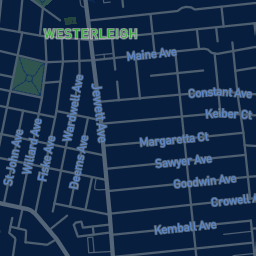 WESTERLEIGH
Maine Ave
Constant Ave
Keiber Ct
Jewett Ave
Wardwell Ave
Deems Ave
Fiske Ave
Willard Ave
St John Ave
Margaretta Ct
Sawyer Ave
Goodwin Ave
Crowell Av
Kemball Ave